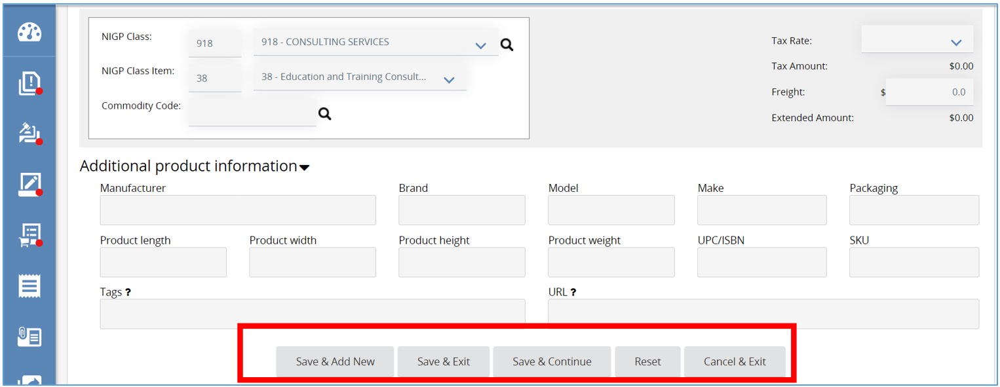 NIGP Class: 918 918 - CONSULTING SERVICES
NIGP Class Item: 38 38 - Education and Training Consult...
Commodity Code:
Tax Rate:
Tax Amount: $0.00
Freight: $ 0.0
Extended Amount: $0.00
Additional product information
Manufacturer Brand Model Make Packaging
Product length Product width Product height Product weight UPC/ISBN SKU
Tags ? URL ?
Save & Add New Save & Exit Save & Continue Reset Cancel & Exit